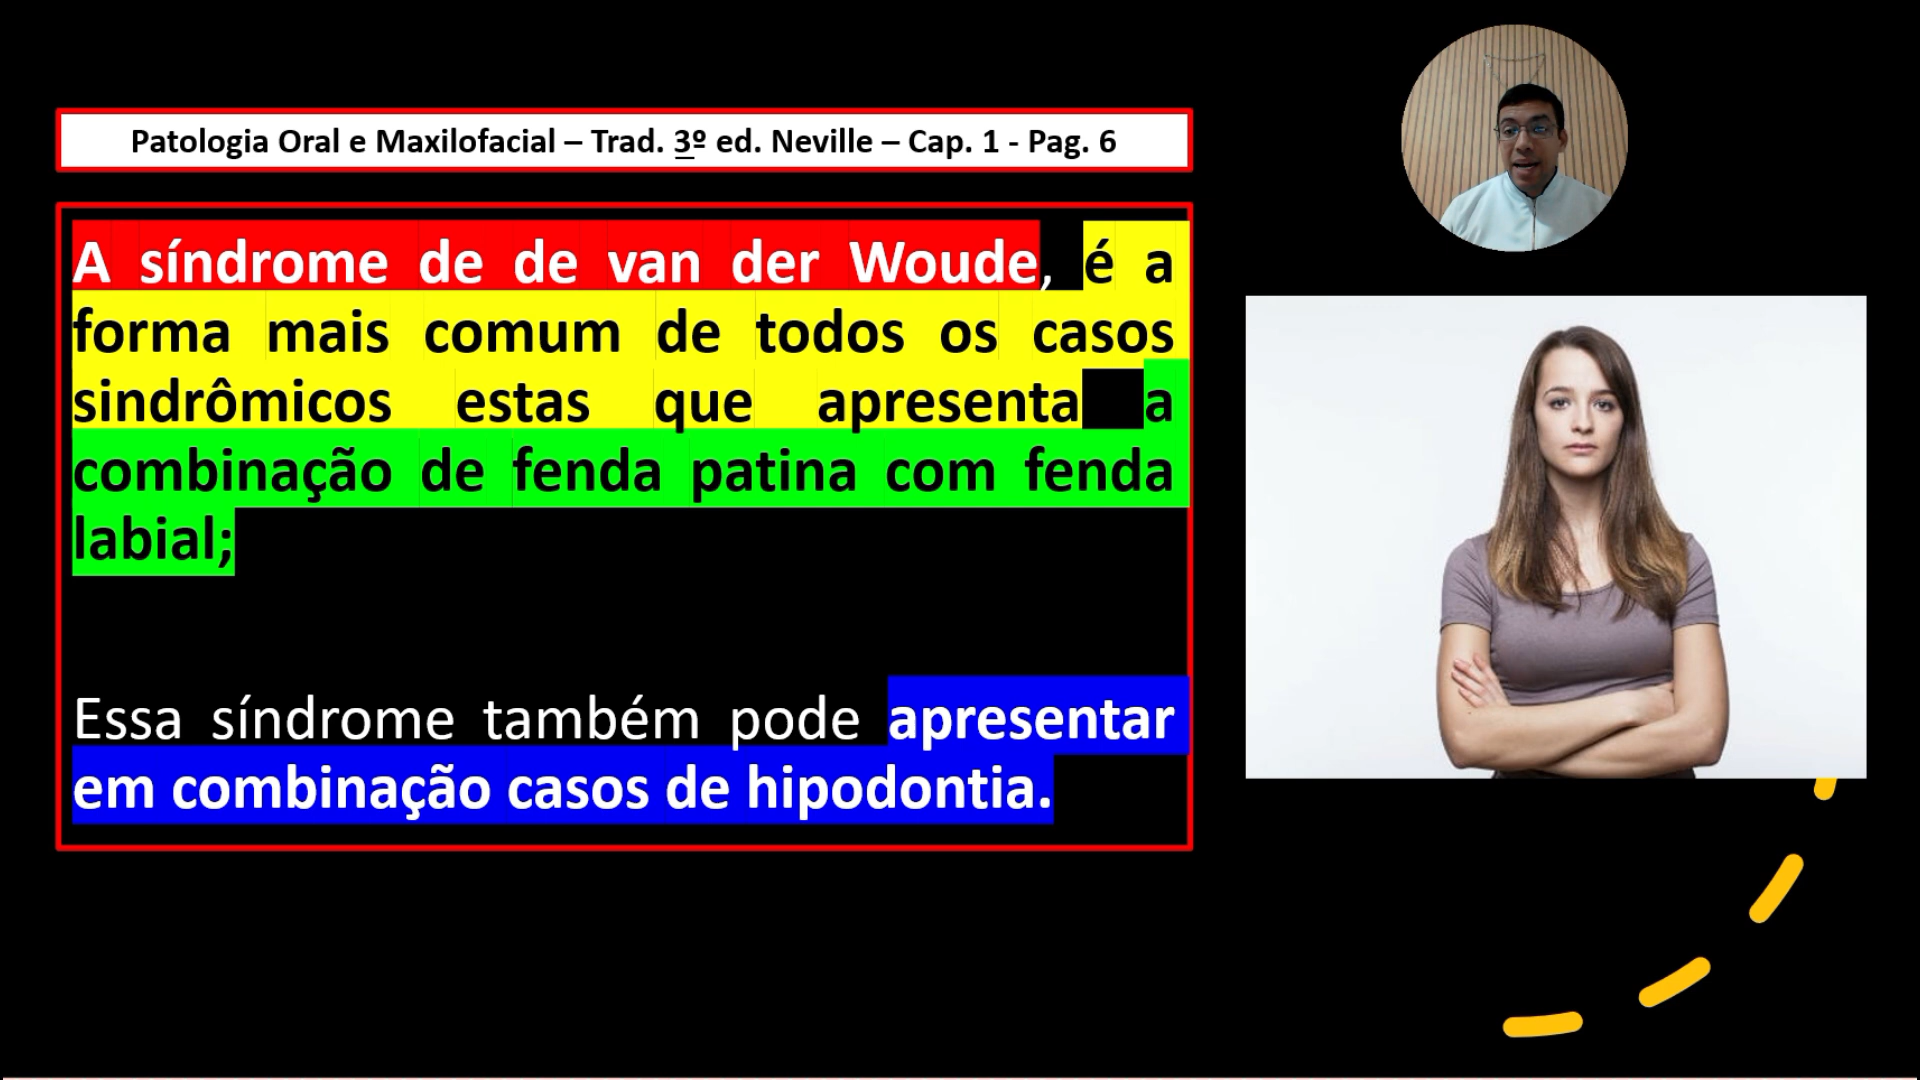 Patologia Oral e Maxilofacial – Trad. 3º ed. Neville – Cap. 1 - Pag. 6
A síndrome de de van der Woude, é a
forma mais comum de todos os casos
sindrômicos estas que apresenta a
combinação de fenda patina com fenda
labial;
Essa síndrome também pode apresentar
em combinação casos de hipodontia.